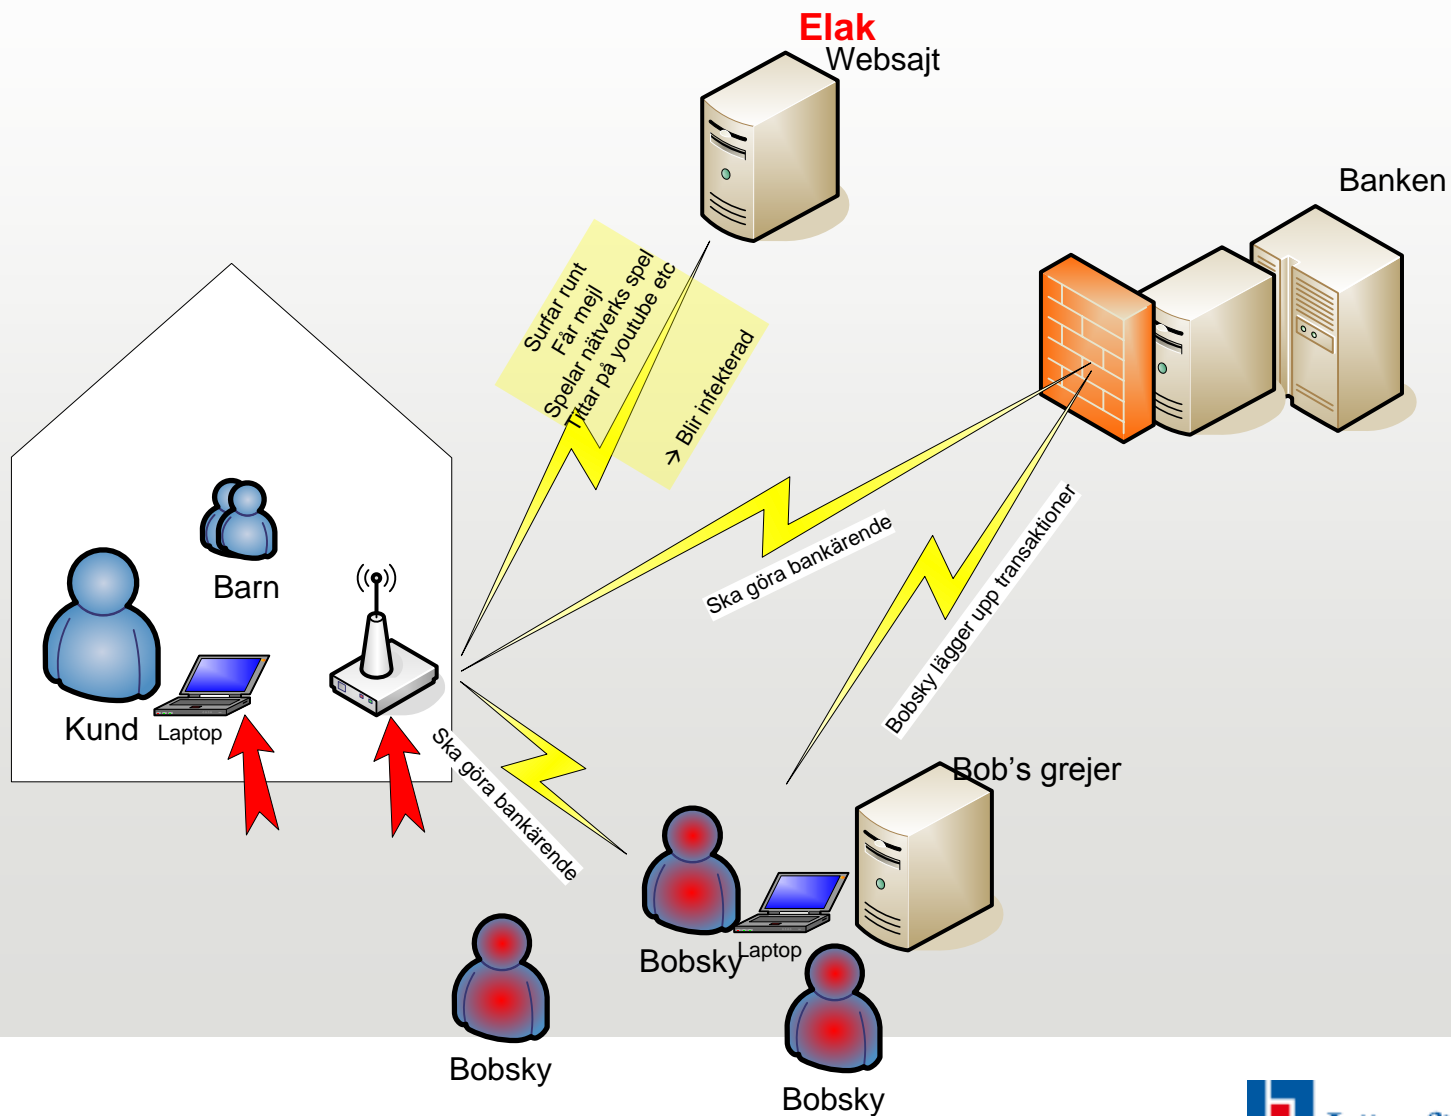 Elak
Websajt
Banken
Surfar runt
Får mejl
Spelar nätverks spel
Tittar på youtube etc
→ Blir infekterad
Barn
Kund
Laptop
Ska göra bankärende
Ska göra bankärende
Bobsky lägger upp transaktioner
Bob's grejer
Bobsky
Laptop
Bobsky
Bobsky